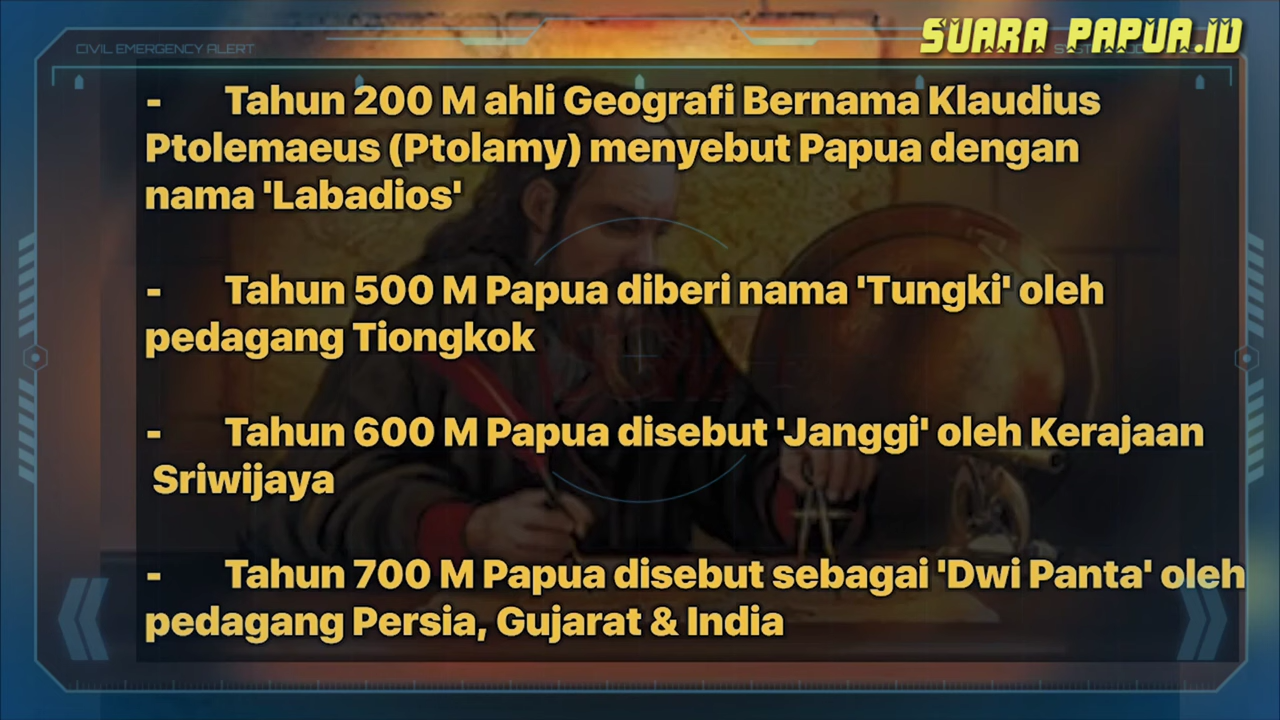 CIVIL EMERGENCY ALERT
SUARA PAPUA.ID
- Tahun 200 M ahli Geografi Bernama Klaudius
Ptolemaeus (Ptolamy) menyebut Papua dengan
nama 'Labadios'
- Tahun 500 M Papua diberi nama 'Tungki' oleh
pedagang Tiongkok
- Tahun 600 M Papua disebut 'Janggi' oleh Kerajaan
Sriwijaya
- Tahun 700 M Papua disebut sebagai 'Dwi Panta' oleh
pedagang Persia, Gujarat & India